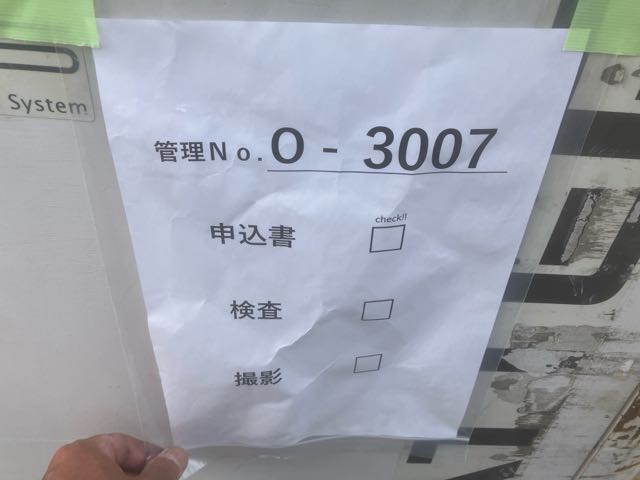 System
管理No. O - 3007
check!!
申込書 □
検査 □
撮影 □